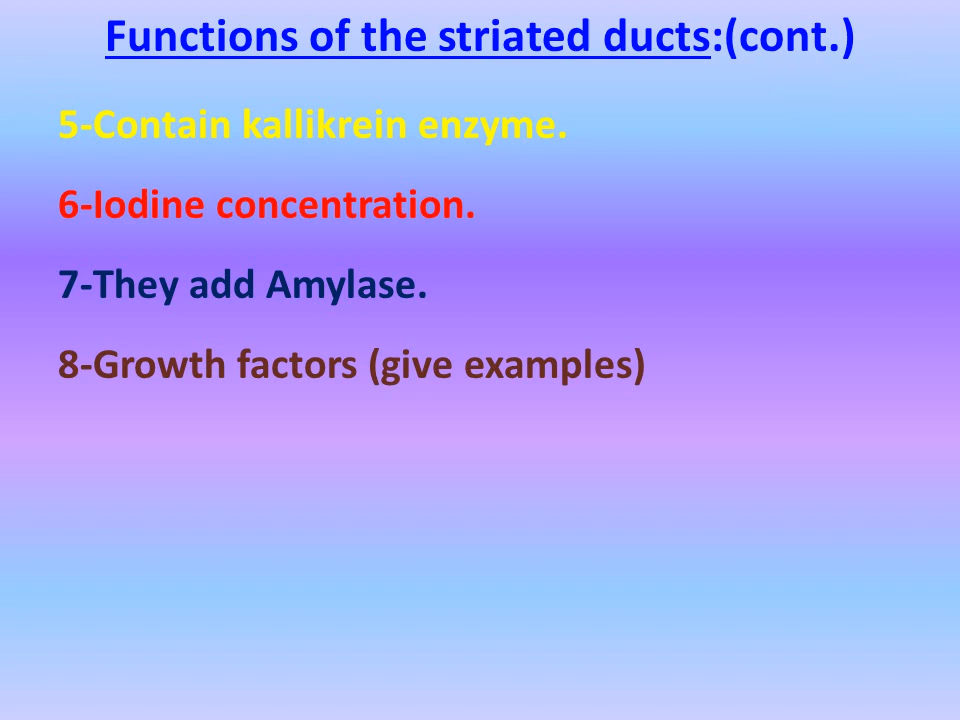 Functions of the striated ducts:(cont.)
5-Contain kallikrein enzyme.
6-Iodine concentration.
7-They add Amylase.
8-Growth factors (give examples)